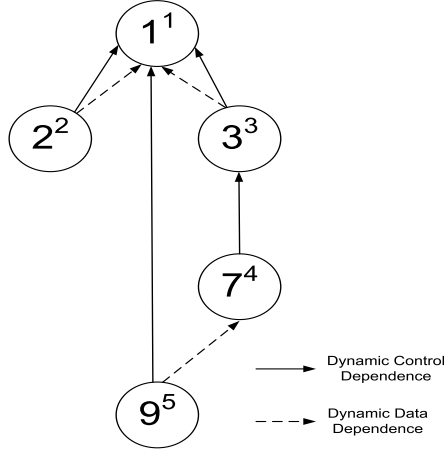 1¹
2²
3³
7⁴
9⁵
Dynamic Control
Dependence
Dynamic Data
Dependence